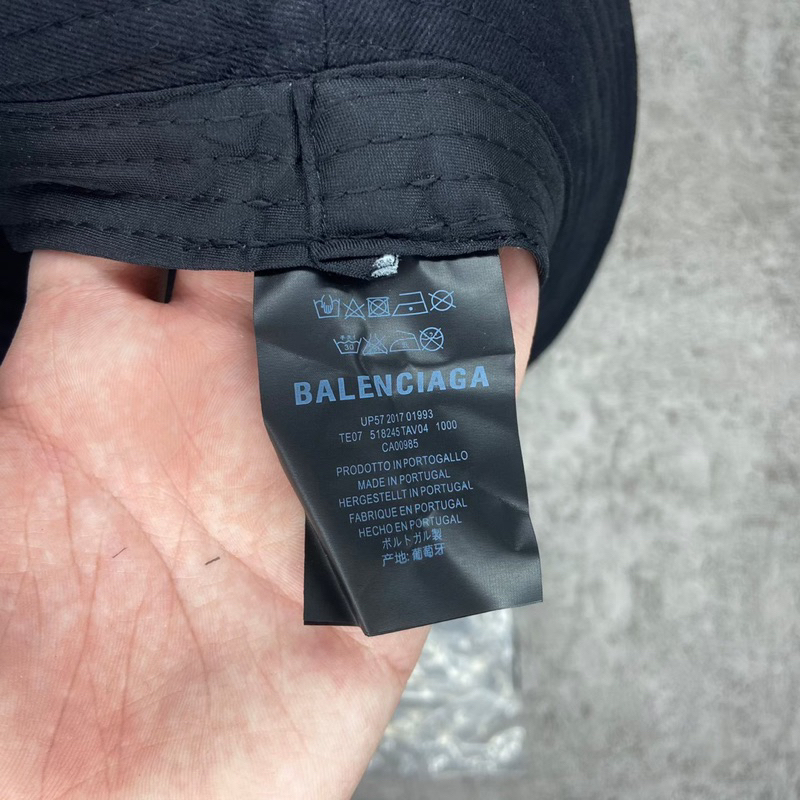 30
BALENCIAGA
UP57 2017 01993
TE07 518245TAV04 1000
CA00985
PRODOTTO IN PORTOGALLO
MADE IN PORTUGAL
HERGESTELLT IN PORTUGAL
FABRIQUE EN PORTUGAL
HECHO EN PORTUGAL
ポルトガル製
产地:葡萄牙